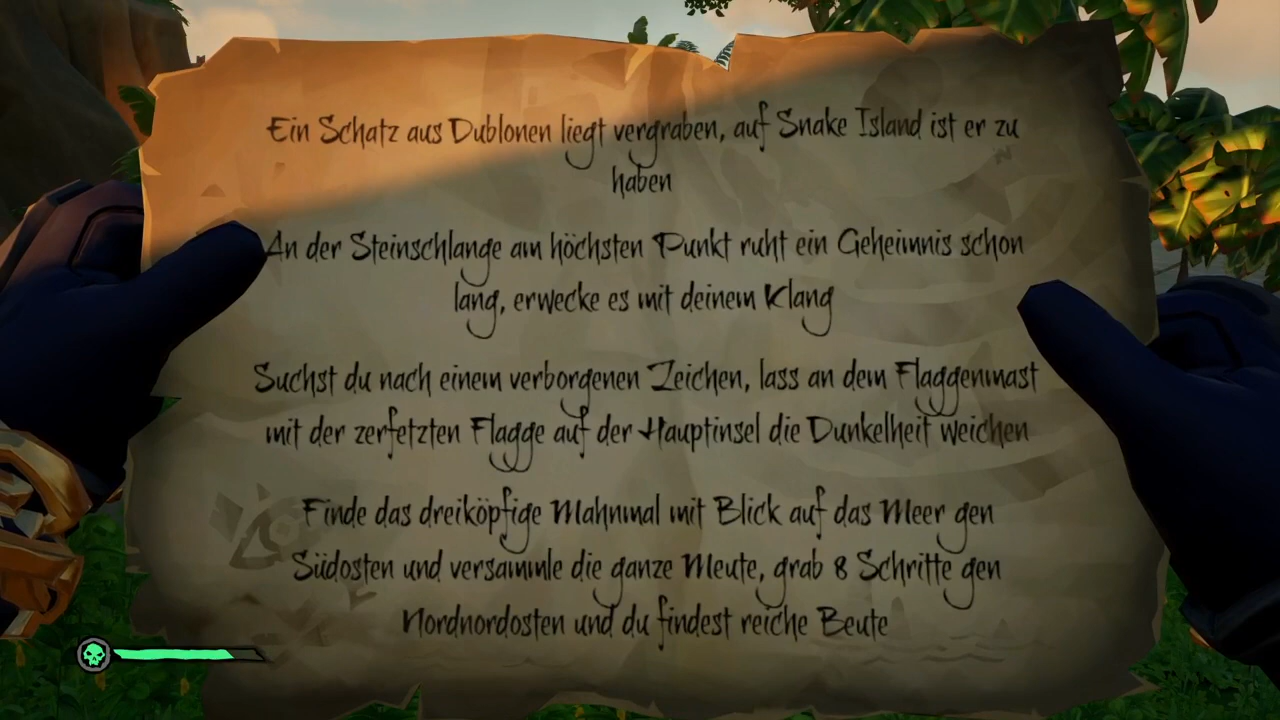 Ein Schatz aus Dublonen liegt vergraben, auf Snake Island ist er zu
haben
An der Steinschlange am höchsten Punkt ruht ein Geheimnis schon
lang, erwecke es mit deinem Klang
Suchst du nach einem verborgenen Zeichen, lass an dem Flaggenmast
mit der zerfetzten Flagge auf der Hauptinsel die Dunkelheit weichen
Finde das dreiköpfige Mahnmal mit Blick auf das Meer gen
Südosten und versammle die ganze Meute, grab 8 Schritte gen
Nordnordosten und du findest reiche Beute